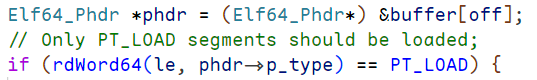 Elf64_Phdr *phdr = (Elf64_Phdr*) &buffer[off];
// Only PT_LOAD segments should be loaded;
if (rdWord64(le, phdr->p_type) == PT_LOAD) {